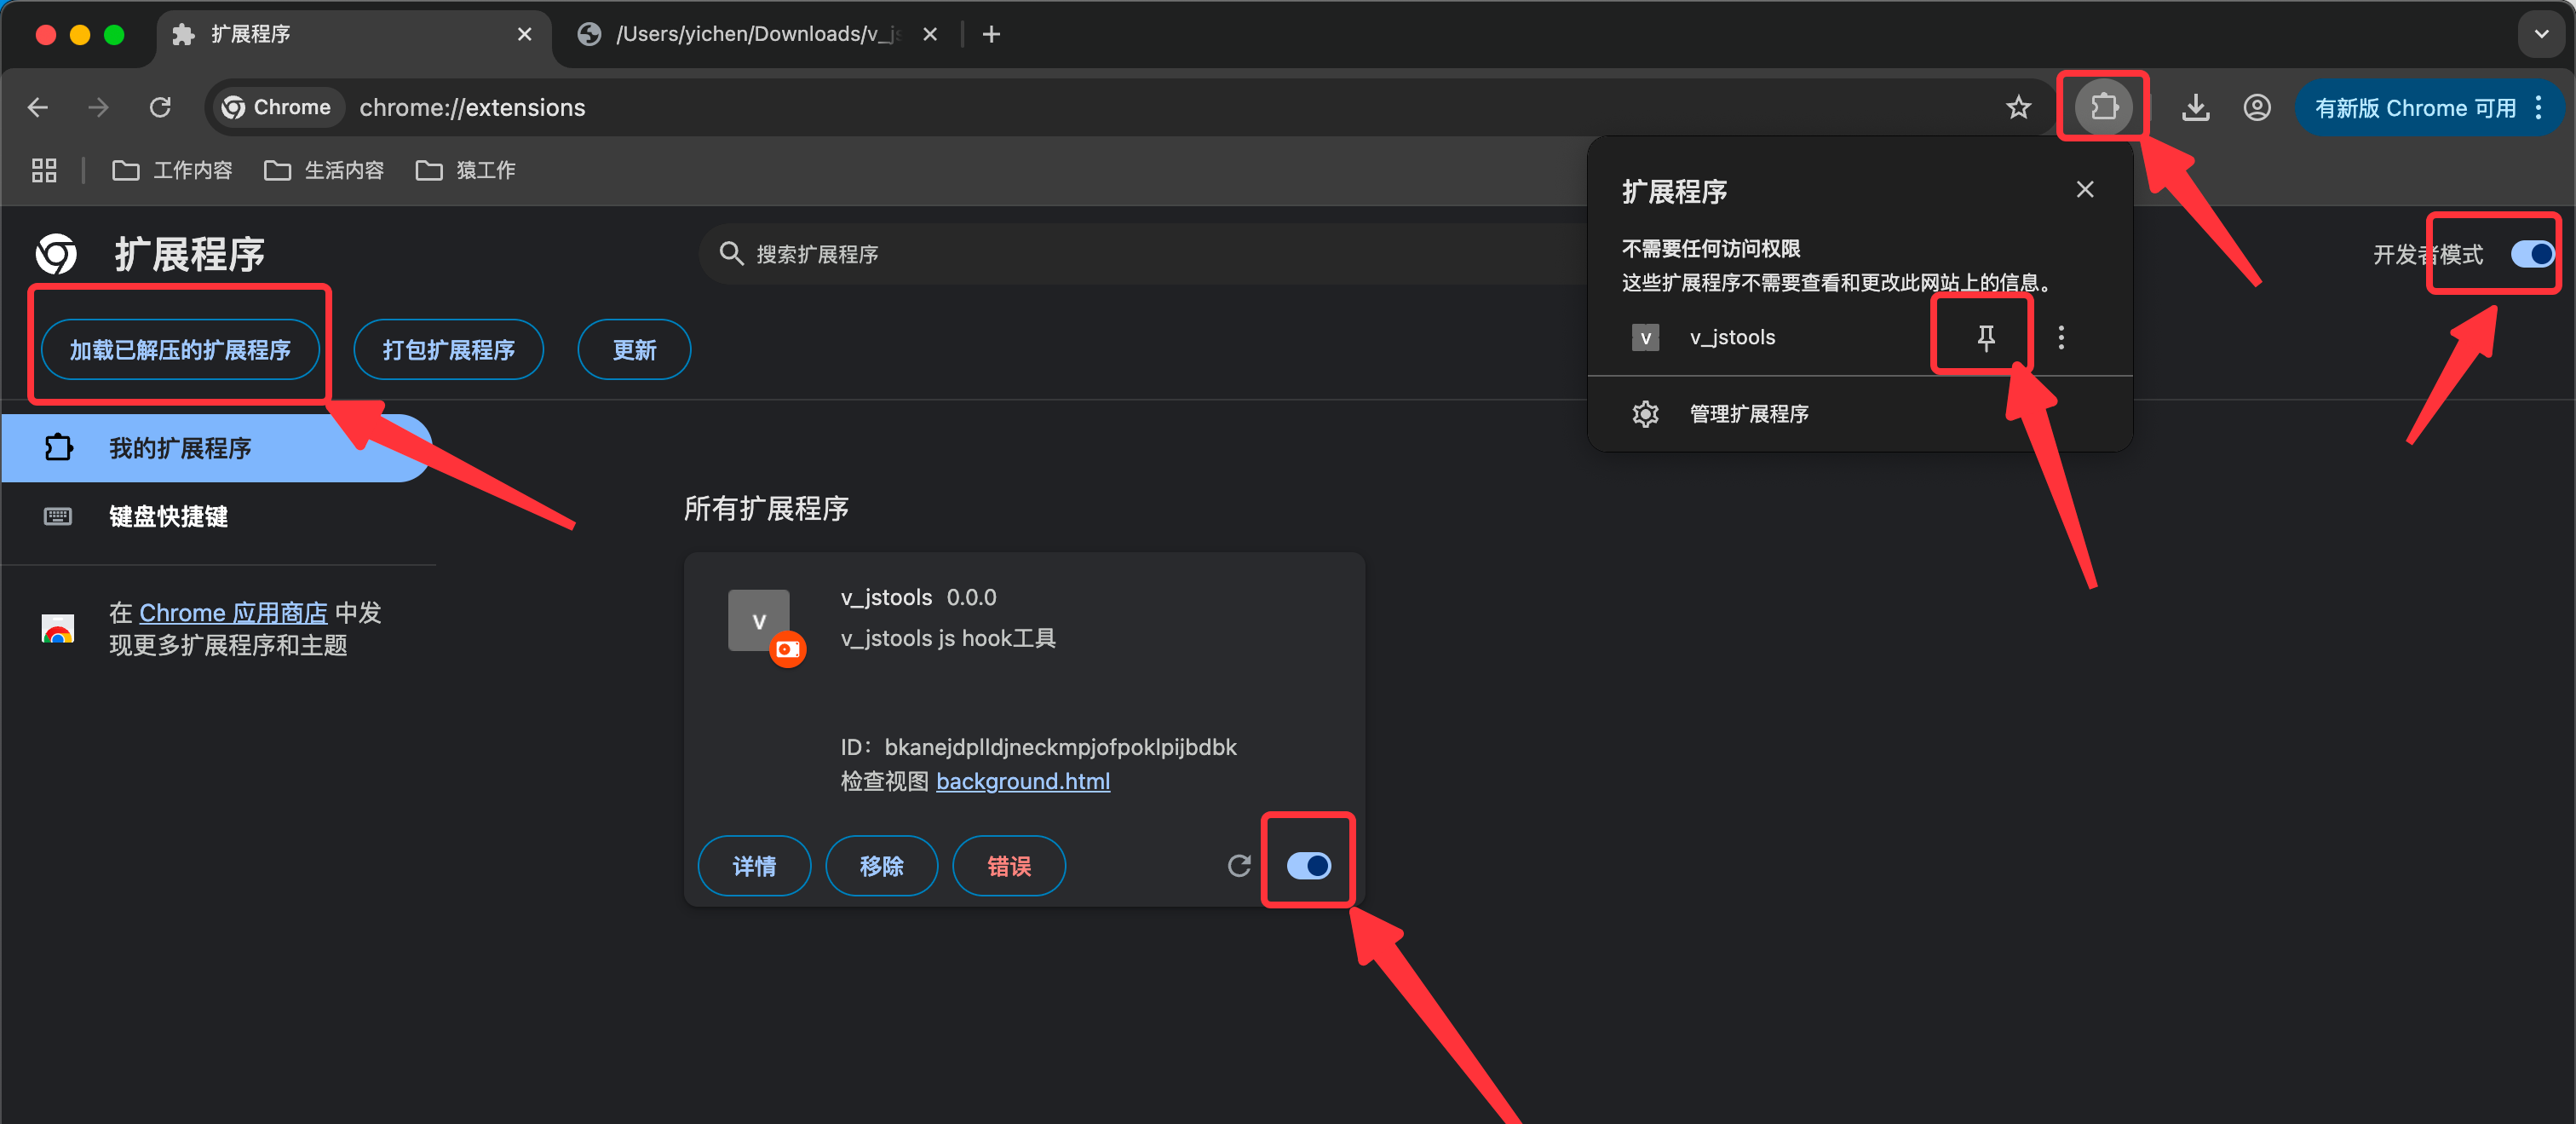 扩展程序
/Users/yichen/Downloads/v_js
Chrome
chrome://extensions
有新版 Chrome 可用
工作内容
生活内容
猿工作
扩展程序
搜索扩展程序
开发者模式
加载已解压的扩展程序
打包扩展程序
更新
扩展程序
不需要任何访问权限
这些扩展程序不需要查看和更改此网站上的信息。
V
v_jstools
管理扩展程序
我的扩展程序
键盘快捷键
在 Chrome 应用商店 中发
现更多扩展程序和主题
所有扩展程序
V
v_jstools 0.0.0
v_jstools js hook工具
ID：bkanejdplldjneckmpjofpoklpijbdbk
检查视图 background.html
详情
移除
错误